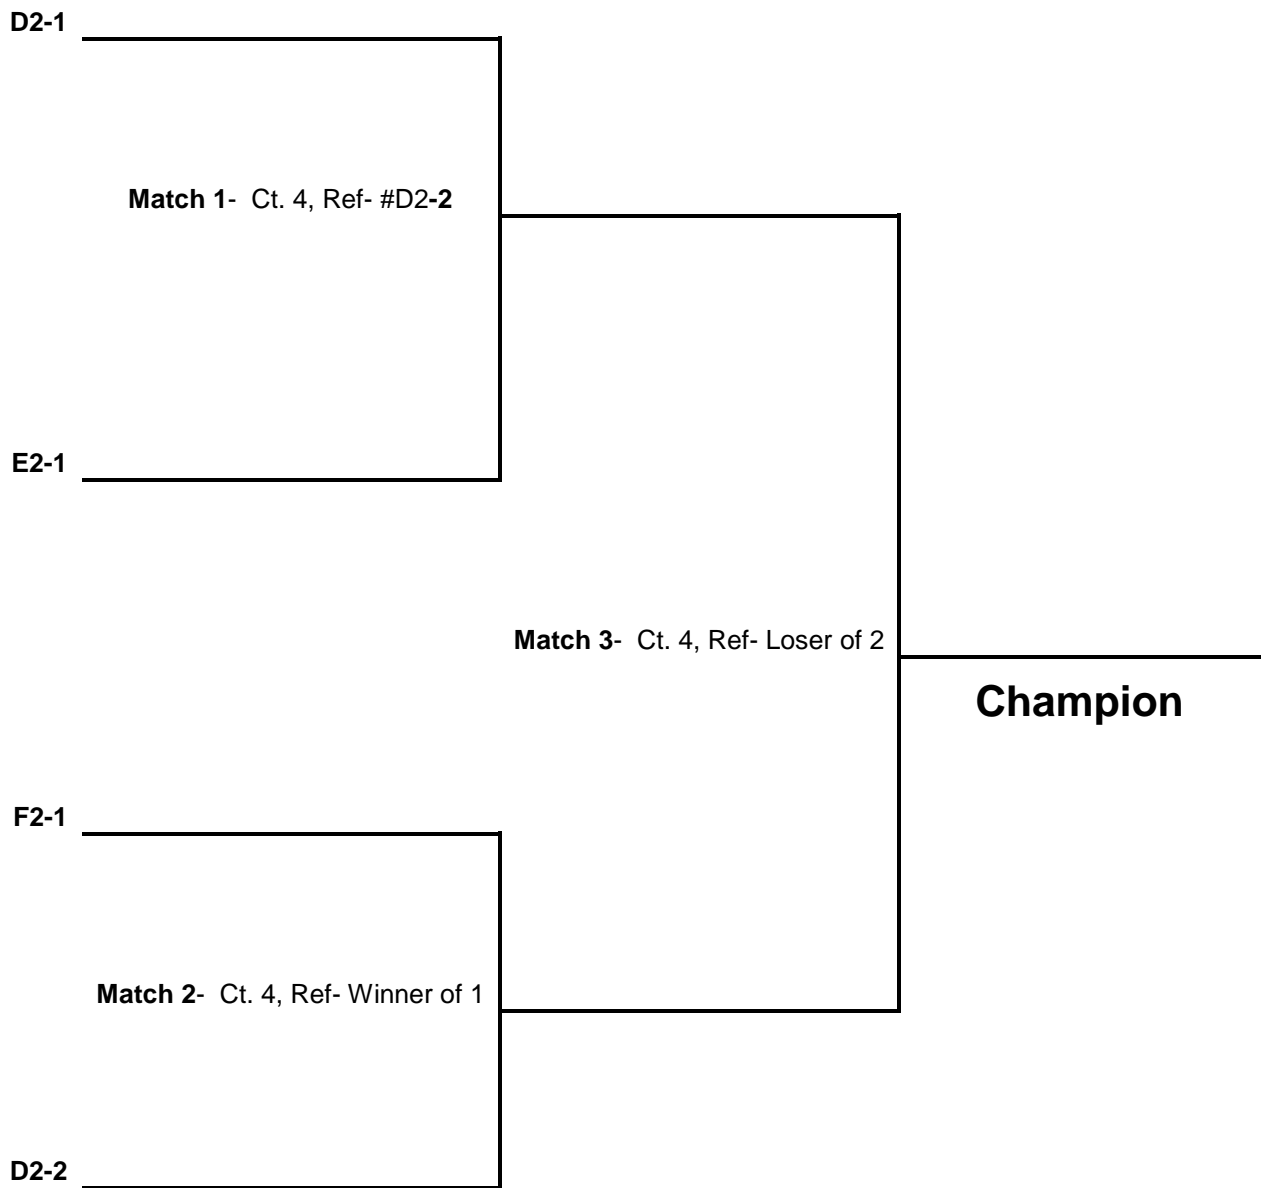 D2-1
Match 1- Ct. 4, Ref- #D2-2
E2-1
Match 3- Ct. 4, Ref- Loser of 2
Champion
F2-1
Match 2- Ct. 4, Ref- Winner of 1
D2-2